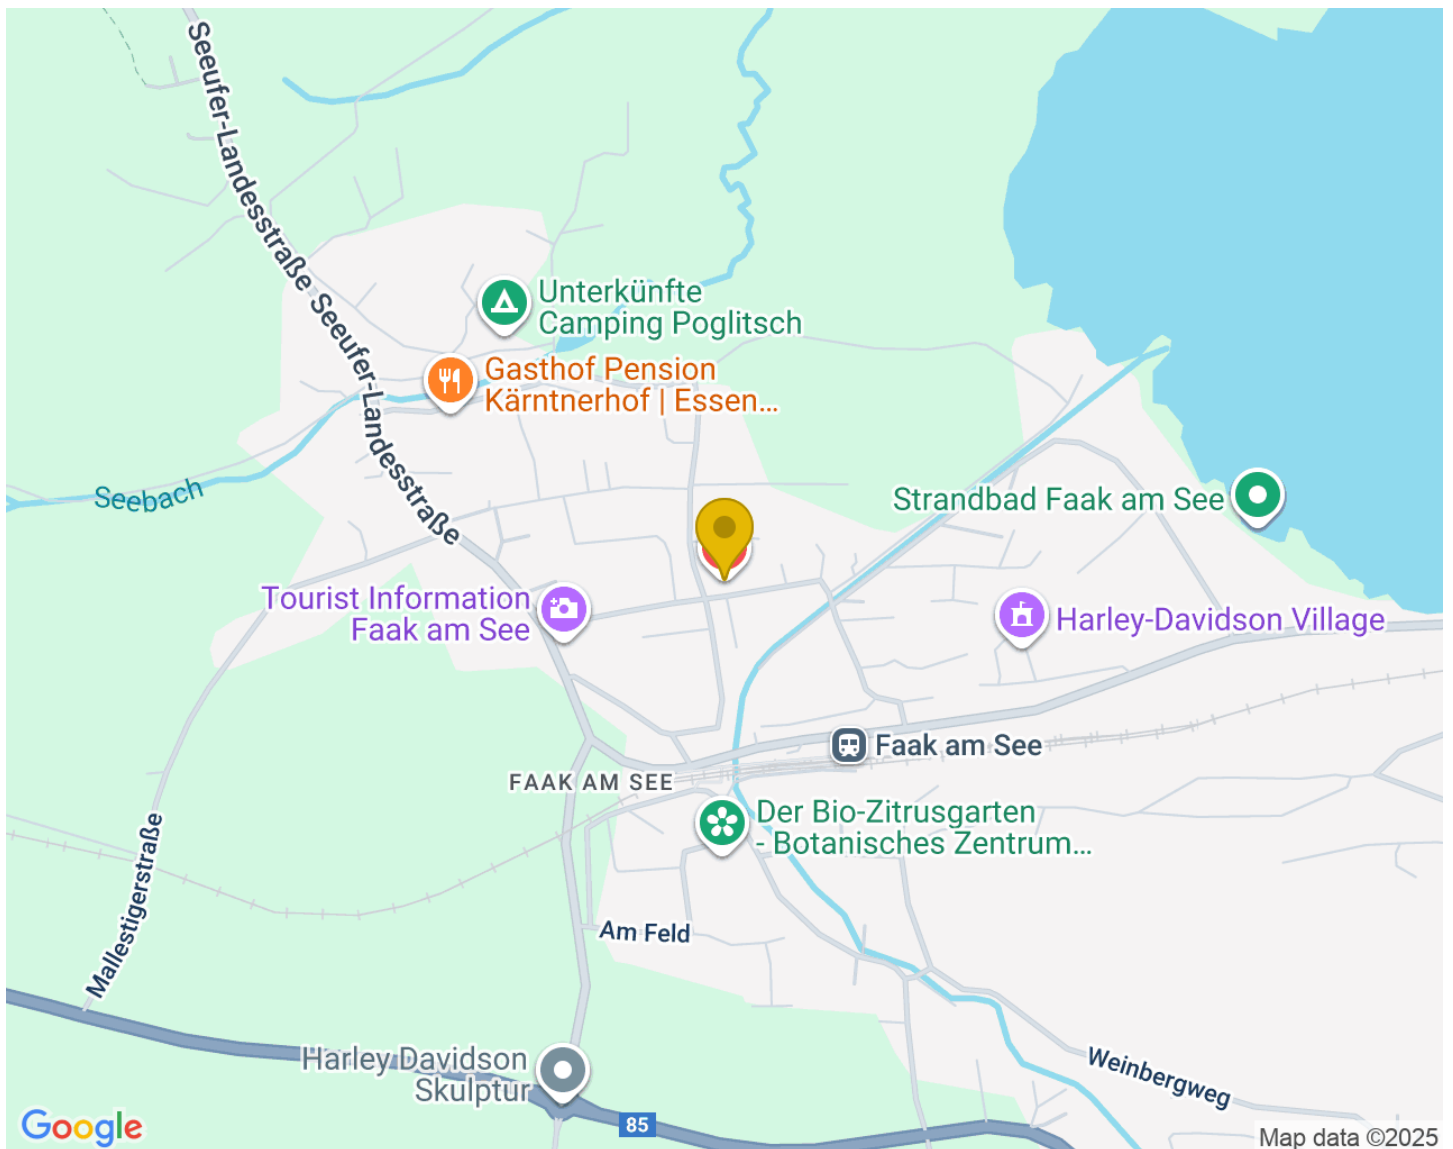 Seeufer-Landesstraße
Seeufer-Landesstraße
Unterkünfte
Camping Poglitsch
Gasthof Pension
Kärntnerhof | Essen...
Seebach
Strandbad Faak am See
Tourist Information
Faak am See
Harley-Davidson Village
Faak am See
FAAK AM SEE
Der Bio-Zitrusgarten
- Botanisches Zentrum...
Mallestigerstraße
Am Feld
Harley Davidson
Skulptur
Weinbergweg
85
Google
Map data ©2025